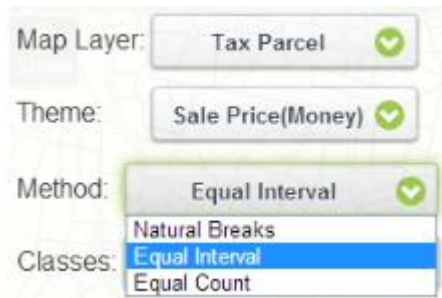 Map Layer: Tax Parcel
Theme: Sale Price(Money)
Method: Equal Interval
Natural Breaks
Classes: Equal Interval
Equal Count